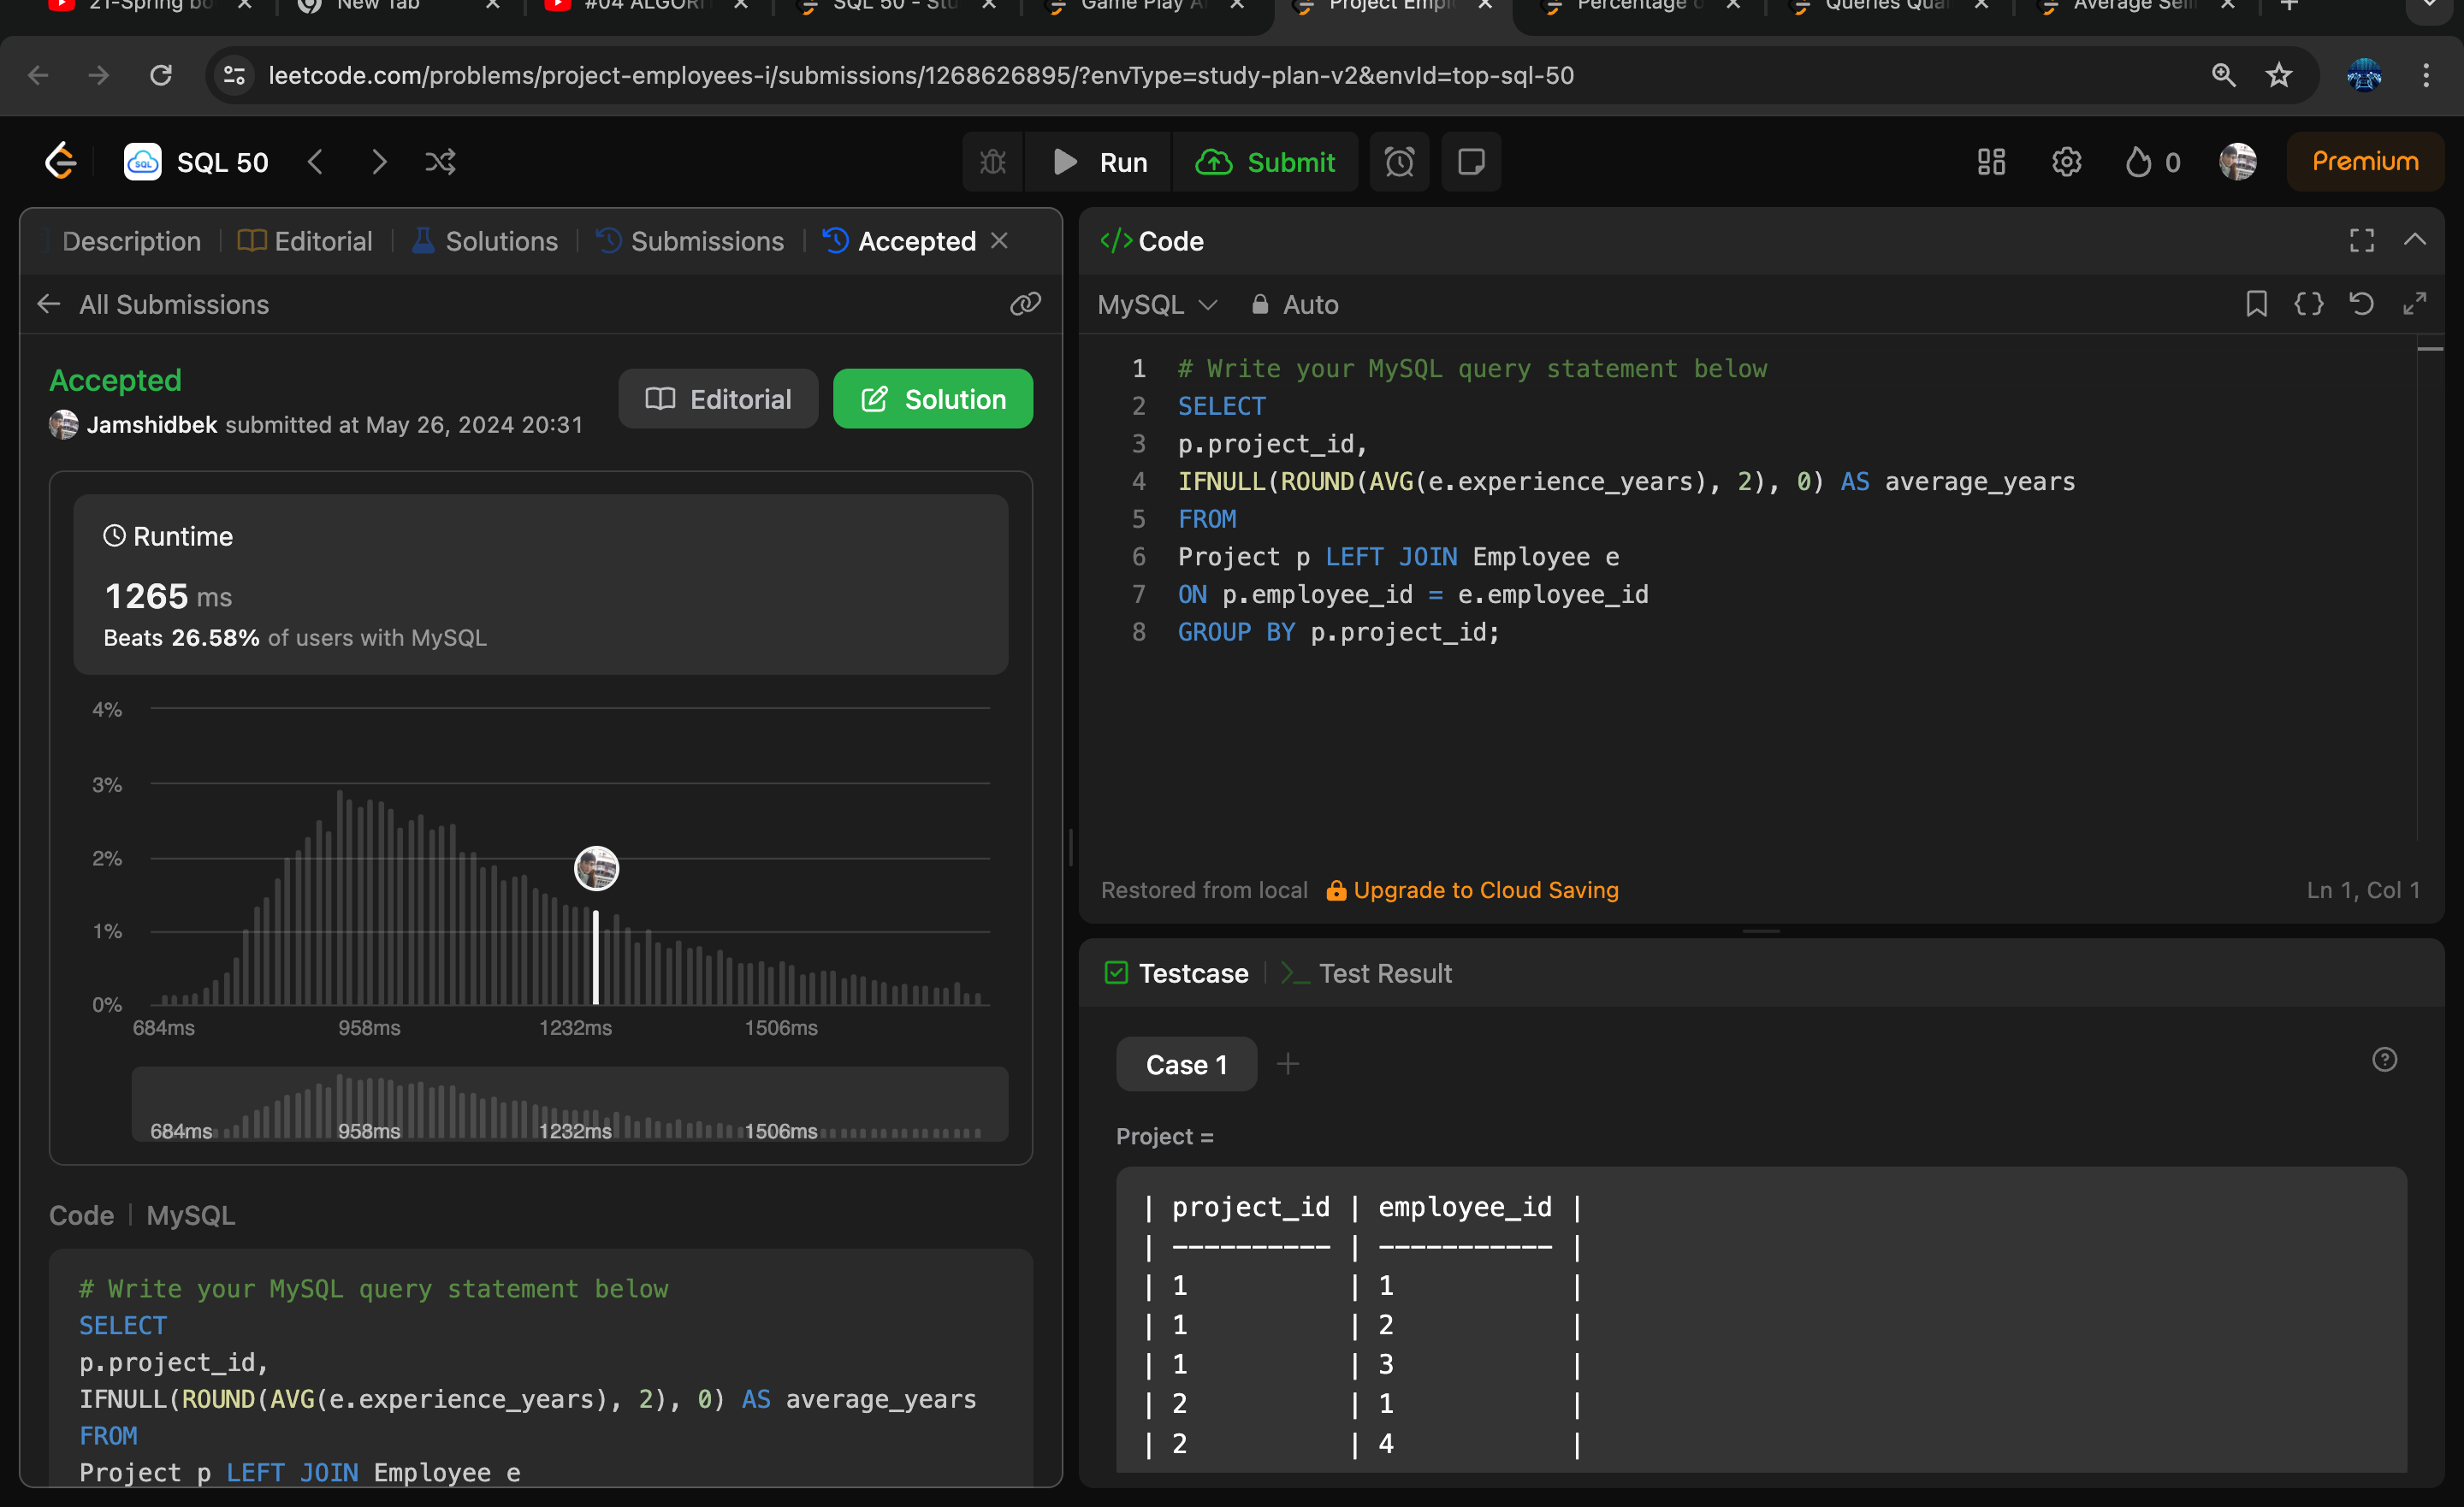 21-Spring bo
New Tab
#04 ALGORI
SQL 50 - Stu
Game Play A
Project Empl
Percentage o
Queries Qual
Average Selli
leetcode.com/problems/project-employees-i/submissions/1268626895/?envType=study-plan-v2&envId=top-sql-50
SQL
SQL 50
Run
Submit
0
Premium
Description
Editorial
Solutions
Submissions
Accepted
All Submissions
Accepted
Jamshidbek submitted at May 26, 2024 20:31
Editorial
Solution
Runtime
1265 ms
Beats 26.58% of users with MySQL
4%
3%
2%
1%
0%
684ms 958ms 1232ms 1506ms
684ms 958ms 1232ms 1506ms
Code | MySQL
# Write your MySQL query statement below
SELECT
p.project_id,
IFNULL(ROUND(AVG(e.experience_years), 2), 0) AS average_years
FROM
Project p LEFT JOIN Employee e
</> Code
MySQL
Auto
1 # Write your MySQL query statement below
2 SELECT
3 p.project_id,
4 IFNULL(ROUND(AVG(e.experience_years), 2), 0) AS average_years
5 FROM
6 Project p LEFT JOIN Employee e
7 ON p.employee_id = e.employee_id
8 GROUP BY p.project_id;
Restored from local
Upgrade to Cloud Saving
Ln 1, Col 1
Testcase
>_ Test Result
Case 1
Project =
| project_id | employee_id |
| ---------- | ----------- |
| 1 | 1 |
| 1 | 2 |
| 1 | 3 |
| 2 | 1 |
| 2 | 4 |